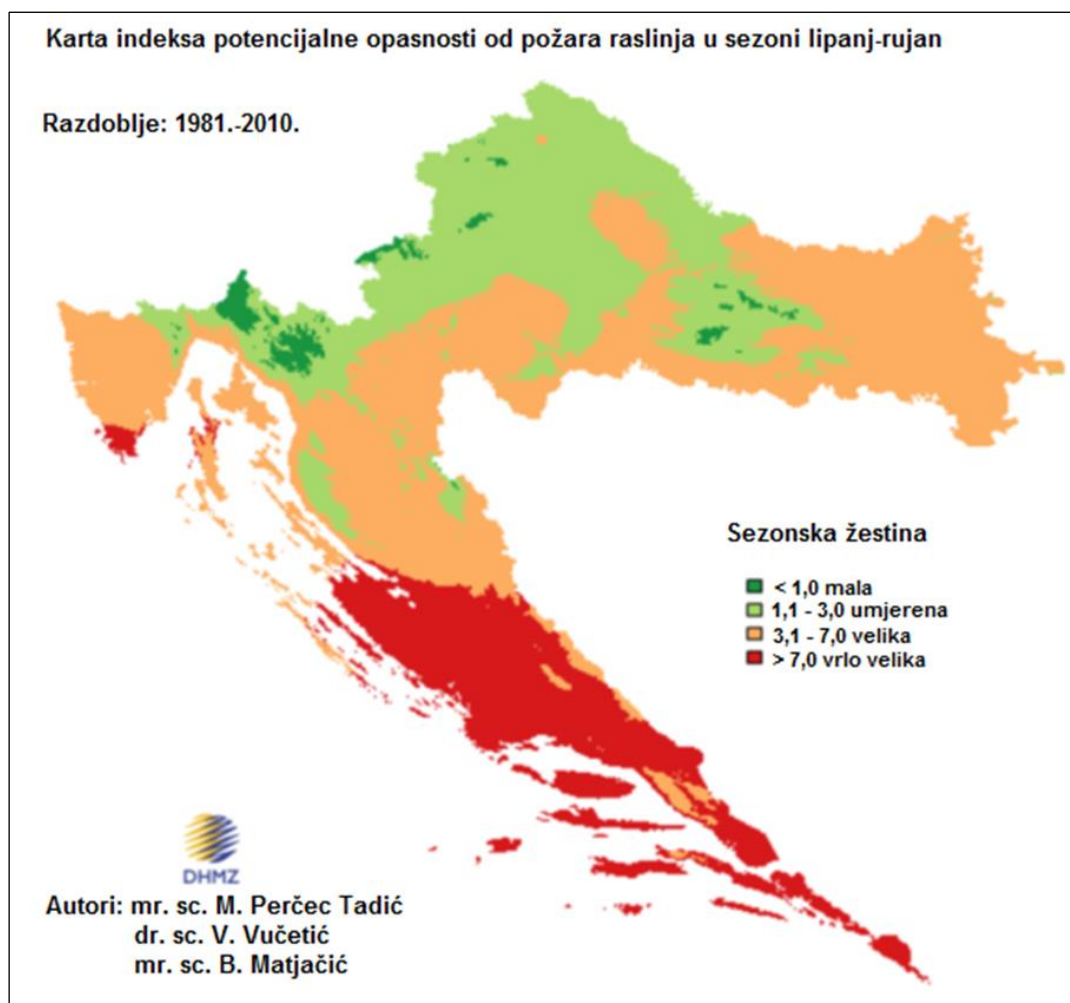 Karta indeksa potencijalne opasnosti od požara raslinja u sezoni lipanj-rujan
Razdoblje: 1981.-2010.
Sezonska žestina
< 1,0 mala
1,1 - 3,0 umjerena
3,1 - 7,0 velika
> 7,0 vrlo velika
DHMZ
Autori: mr. sc. M. Perčec Tadić
dr. sc. V. Vučetić
mr. sc. B. Matjačić